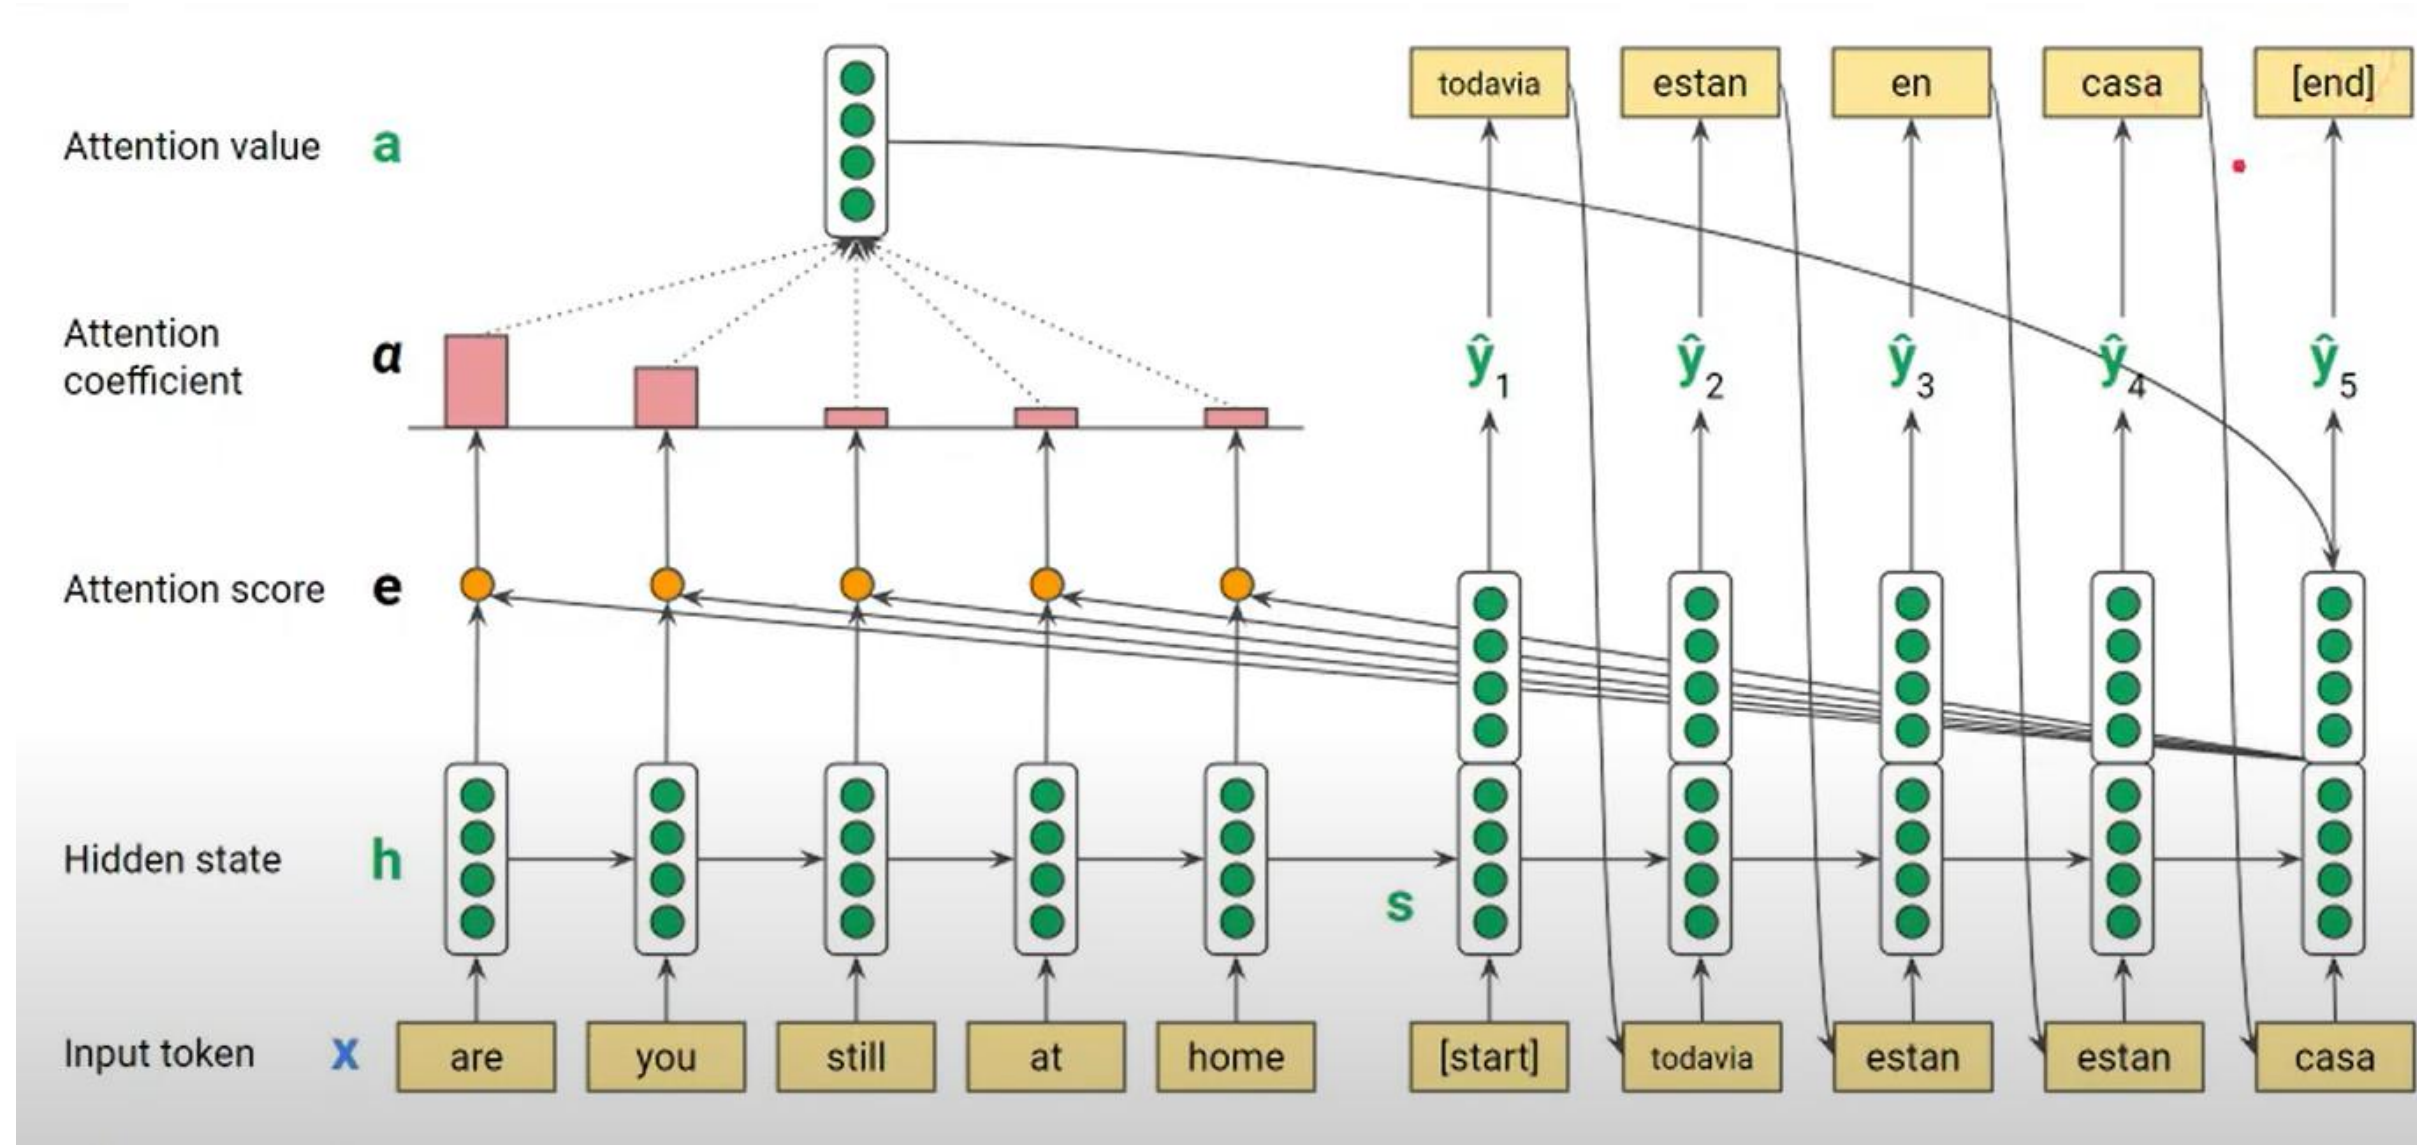 todavia estan en casa [end]
Attention value a
Attention
coefficient α
ŷ1 ŷ2 ŷ3 ŷ4 ŷ5
Attention score e
Hidden state h
s
Input token x are you still at home [start] todavia estan estan casa